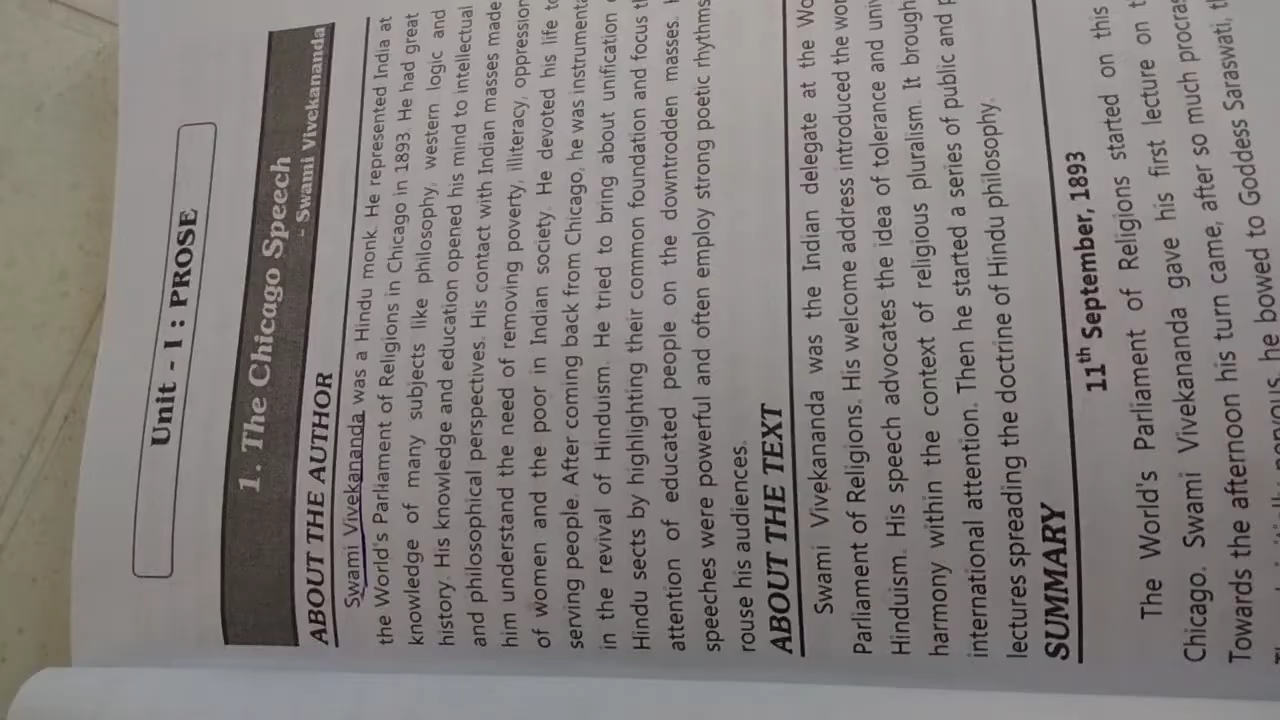 Unit - I : PROSE
1. The Chicago Speech
- Swami Vivekananda
ABOUT THE AUTHOR
Swami Vivekananda was a Hindu monk. He represented India at
the World's Parliament of Religions in Chicago in 1893. He had great
knowledge of many subjects like philosophy, western logic and
history. His knowledge and education opened his mind to intellectual
and philosophical perspectives. His contact with Indian masses made
him understand the need of removing poverty, illiteracy, oppression
of women and the poor in Indian society. He devoted his life
serving people. After coming back from Chicago, he was
in the revival of Hinduism. He tried to bring about unification
Hindu sects by highlighting their common foundation and focus
attention of educated people on the downtrodden masses.
speeches were powerful and often employ strong poetic rhythms
rouse his audiences.
ABOUT THE TEXT
Swami Vivekananda was the Indian delegate at the
Parliament of Religions. His welcome address introduced the
Hinduism. His speech advocates the idea of tolerance and
harmony within the context of religious pluralism. It
international attention. Then he started a series of public and
lectures spreading the doctrine of Hindu philosophy.
SUMMARY
11th September, 1893
The World's Parliament of Religions started on this
Chicago. Swami Vivekananda gave his first lecture on
Towards the afternoon his turn came, after so much
he bowed to Goddess Saraswati,